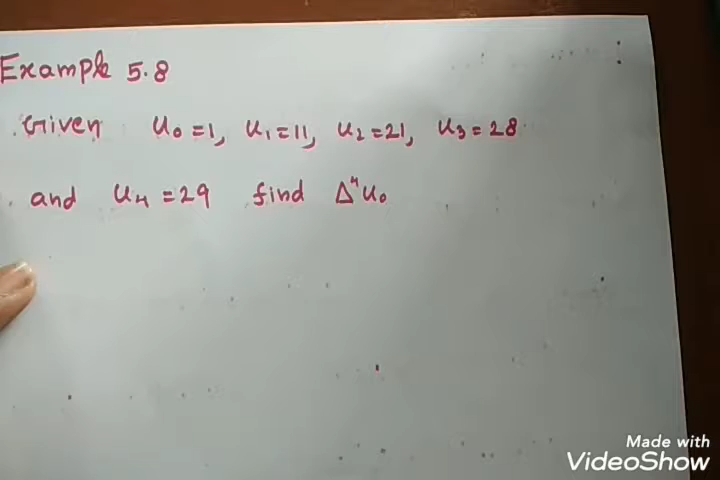 Example 5.8
Given u₀ = 1, u₁ = 11, u₂ = 21, u₃ = 28
and u₄ = 29 find Δ⁴u₀
Made with
VideoShow